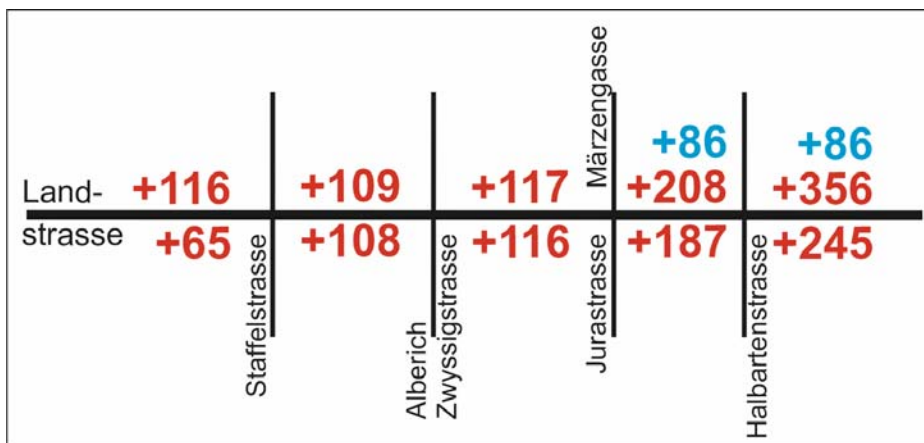 Märzengasse
+86 +86
+116 +109 +117 +208 +356
Land-
strasse
+65 +108 +116 +187 +245
Staffelstrasse
Alberich
Zwyssigstrasse
Jurastrasse
Halbartenstrasse